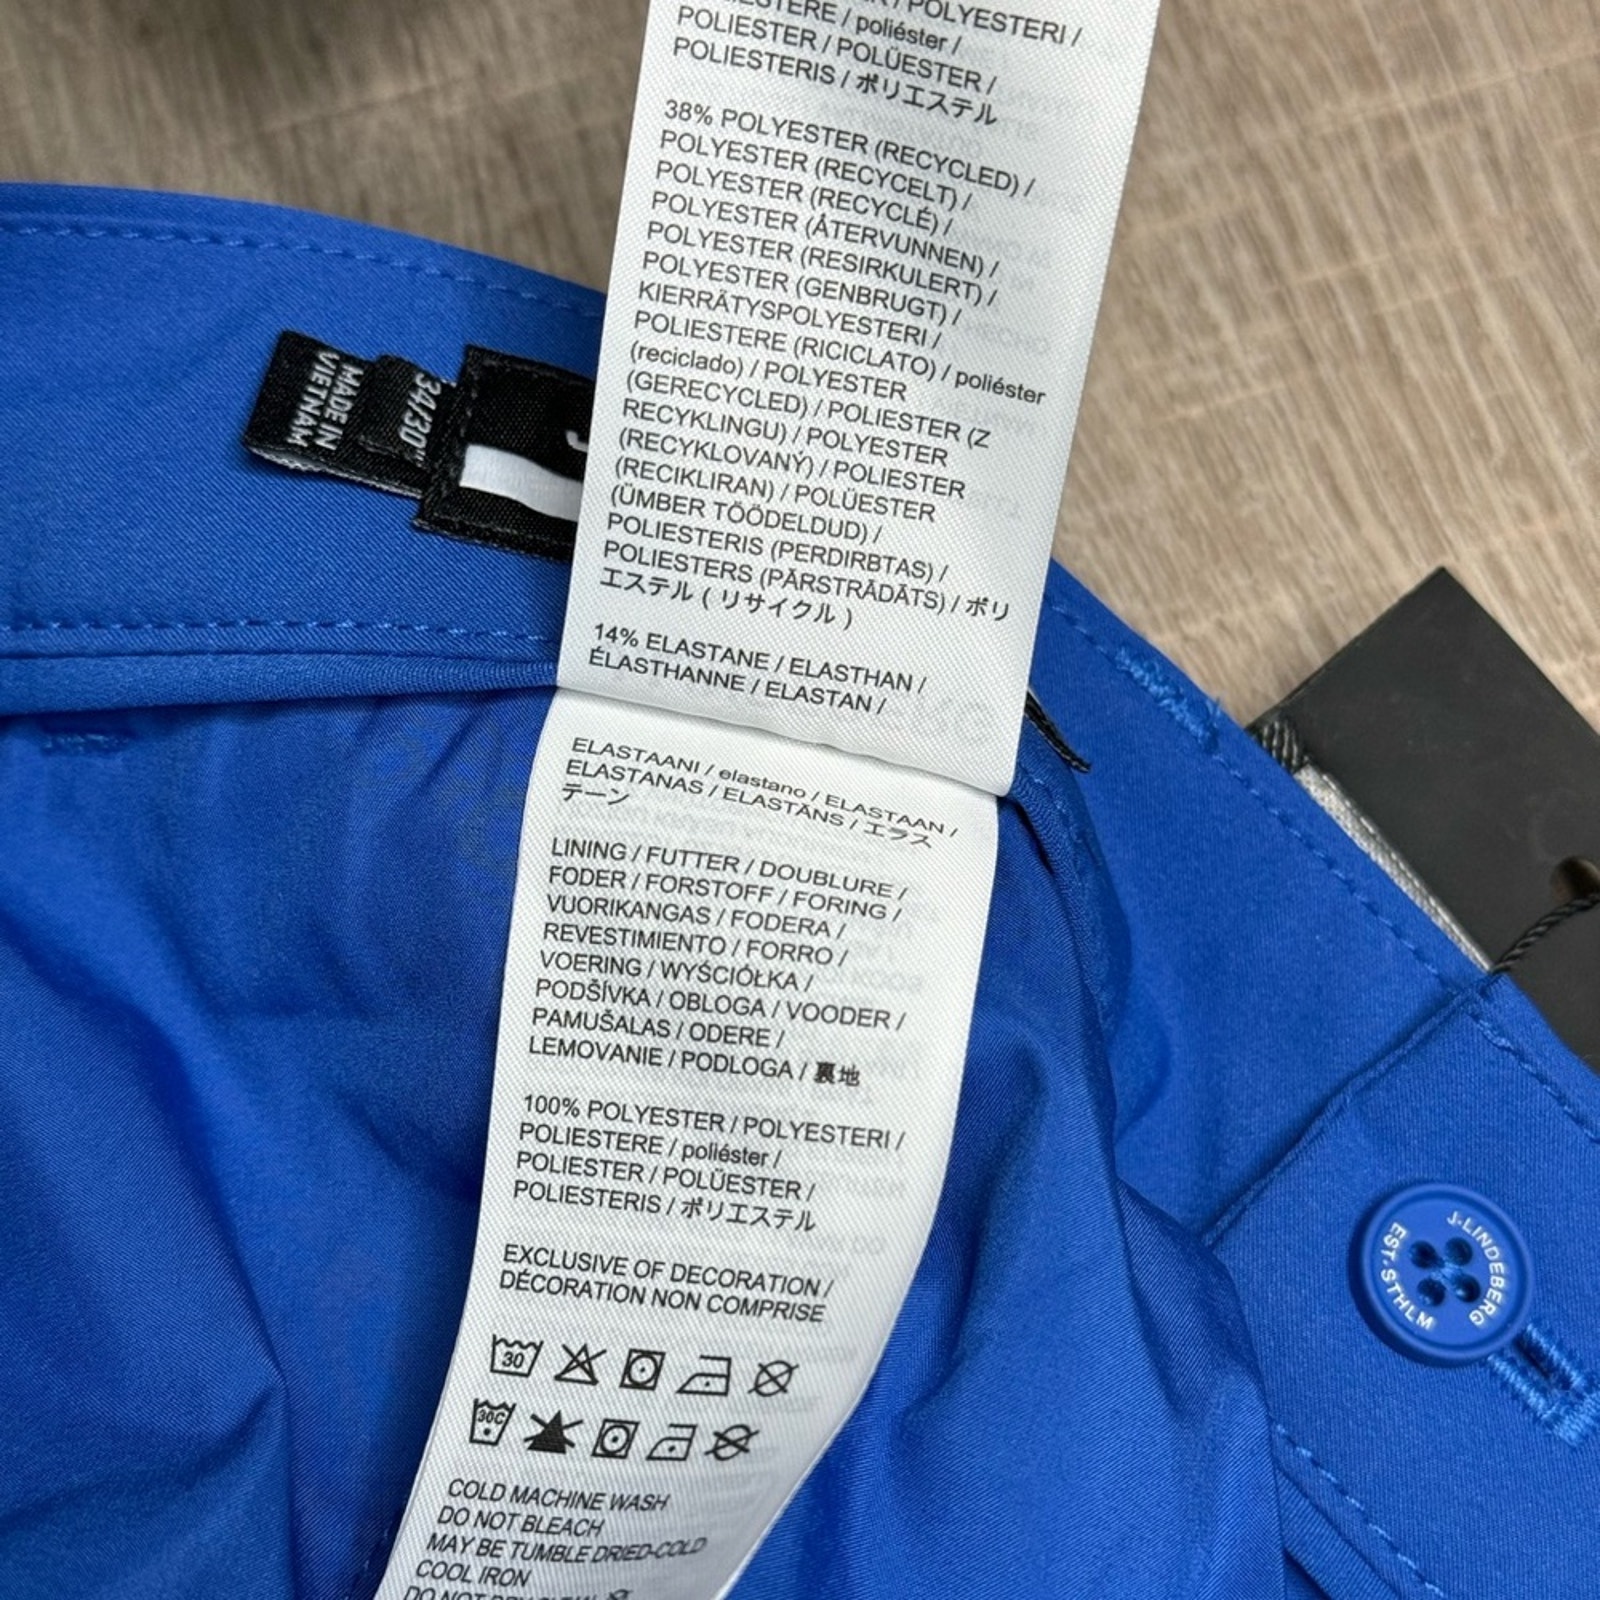 POLYESTERI /
poliéster /
POLIESTER / POLÜESTER /
POLIESTERIS / ポリエステル
38% POLYESTER (RECYCLED) /
POLYESTER (RECYCELT) /
POLYESTER (RECYCLÉ) /
POLYESTER (ÅTERVUNNEN) /
POLYESTER (RESIRKULERT) /
POLYESTER (GENBRUGT) /
KIERRÄTYSPOLYESTERI /
POLIESTERE (RICICLATO) / poliéster
(reciclado) / POLYESTER
(GERECYCLED) / POLIESTER (Z
RECYKLINGU) / POLYESTER
(RECYKLOVANÝ) / POLIESTER
(RECIKLIRAN) / POLÜESTER
(ÜMBER TÖÖDELDUD) /
POLIESTERIS (PERDIRBTAS) /
POLIESTERS (PĀRSTRĀDĀTS) / ポリ
エステル ( リサイクル )
14% ELASTANE / ELASTHAN /
ÉLASTHANNE / ELASTAN /
ELASTAANI / elastano / ELASTAAN /
ELASTANAS / ELASTĀNS / エラス
テーン
LINING / FUTTER / DOUBLURE /
FODER / FORSTOFF / FORING /
VUORIKANGAS / FODERA /
REVESTIMIENTO / FORRO /
VOERING / WYŚCIÓŁKA /
PODŠÍVKA / OBLOGA / VOODER /
PAMUŠALAS / ODERE /
LEMOVANIE / PODLOGA / 裏地
100% POLYESTER / POLYESTERI /
POLIESTERE / poliéster /
POLIESTER / POLÜESTER /
POLIESTERIS / ポリエステル
EXCLUSIVE OF DECORATION /
DÉCORATION NON COMPRISE
30
30C
COLD MACHINE WASH
DO NOT BLEACH
MAY BE TUMBLE DRIED-COLD
COOL IRON
DO NOT DRY CLEAN
MADE IN
VIETNAM
34/30"
J
J-LINDEBERG
EST. STHLM